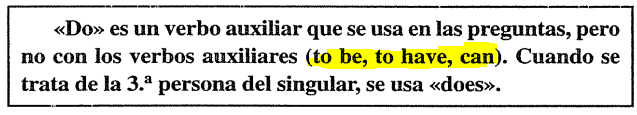 «Do» es un verbo auxiliar que se usa en las preguntas, pero
no con los verbos auxiliares (to be, to have, can). Cuando se
trata de la 3.ª persona del singular, se usa «does».